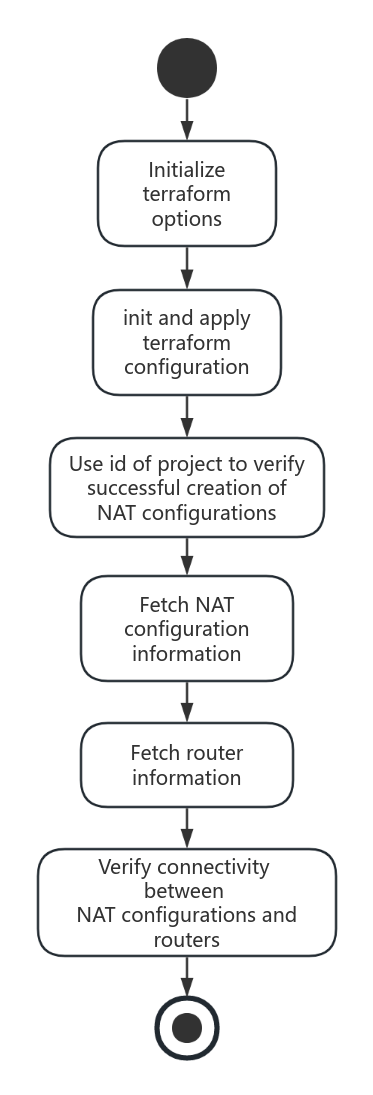 Initialize
terraform
options
init and apply
terraform
configuration
Use id of project to verify
successful creation of
NAT configurations
Fetch NAT
configuration
information
Fetch router
information
Verify connectivity
between
NAT configurations and
routers